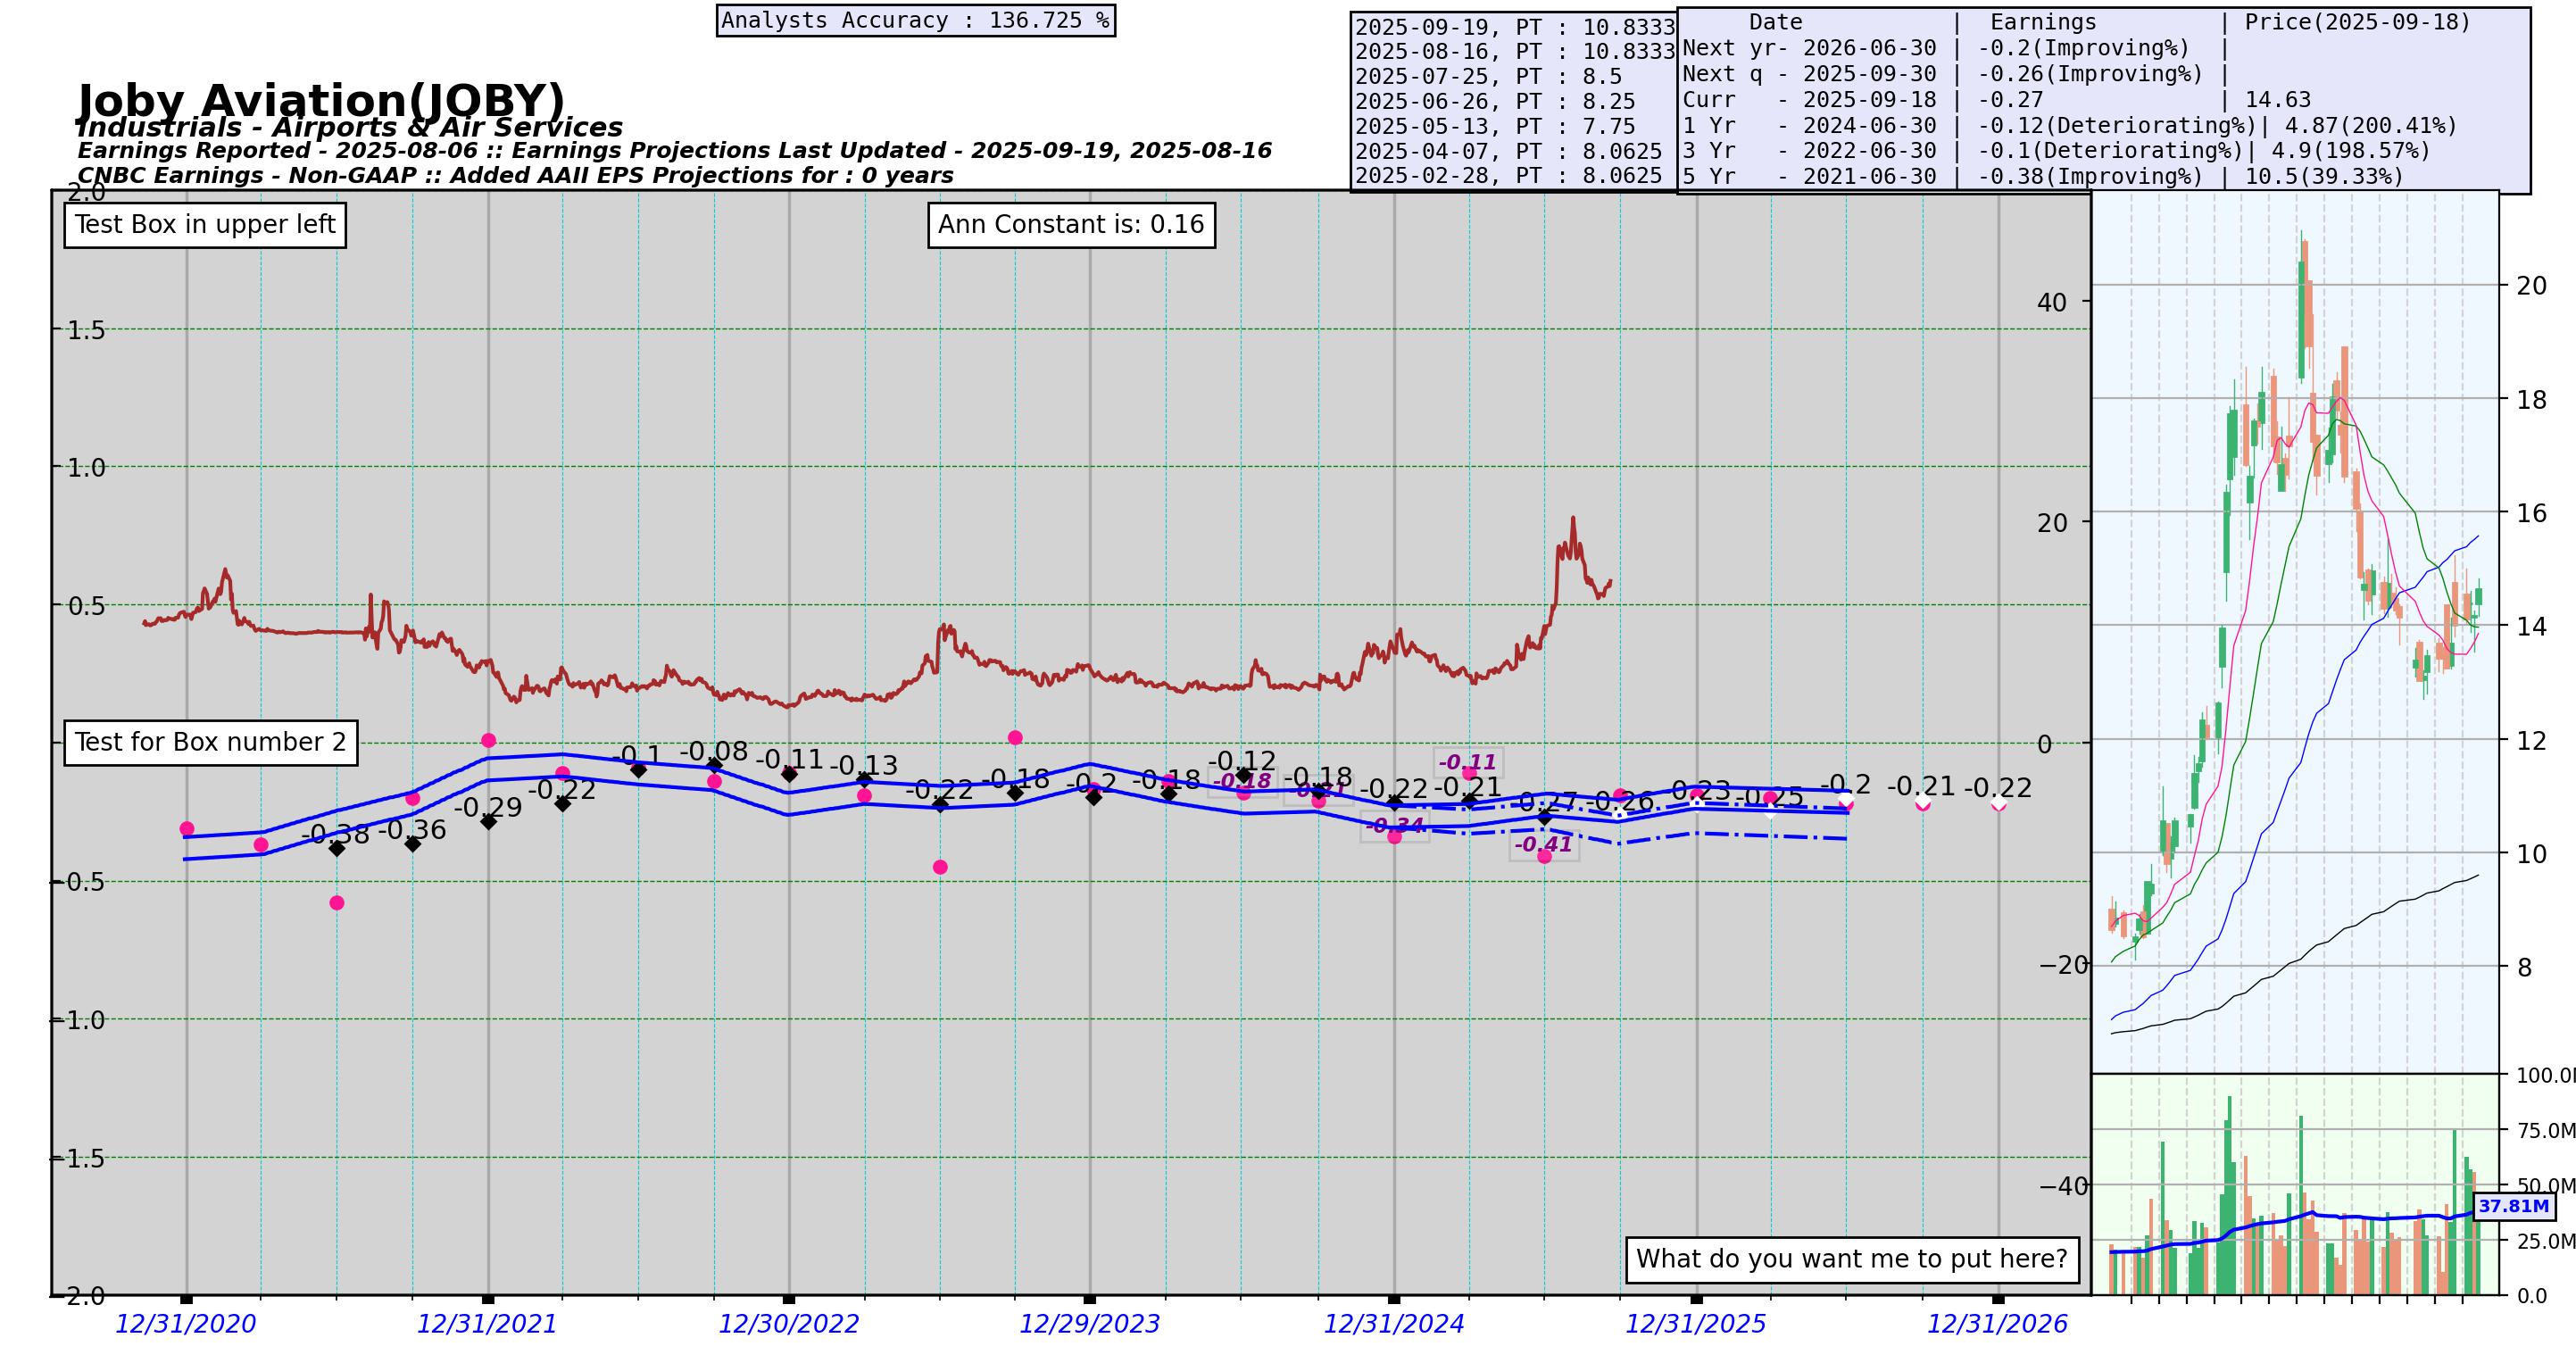 Analysts Accuracy : 136.725 %
2025-09-19, PT : 10.8333
2025-08-16, PT : 10.8333
2025-07-25, PT : 8.5
2025-06-26, PT : 8.25
2025-05-13, PT : 7.75
2025-04-07, PT : 8.0625
2025-02-28, PT : 8.0625
Date | Earnings | Price(2025-09-18)
Next yr- 2026-06-30 | -0.2(Improving%) |
Next q - 2025-09-30 | -0.26(Improving%) |
Curr - 2025-09-18 | -0.27 | 14.63
1 Yr - 2024-06-30 | -0.12(Deteriorating%)| 4.87(200.41%)
3 Yr - 2022-06-30 | -0.1(Deteriorating%)| 4.9(198.57%)
5 Yr - 2021-06-30 | -0.38(Improving%) | 10.5(39.33%)
Joby Aviation(JOBY)
Industrials - Airports & Air Services
Earnings Reported - 2025-08-06 :: Earnings Projections Last Updated - 2025-09-19, 2025-08-16
CNBC Earnings - Non-GAAP :: Added AAII EPS Projections for : 0 years
Test Box in upper left
Ann Constant is: 0.16
Test for Box number 2
What do you want me to put here?
2.0
1.5
1.0
0.5
−0.5
−1.0
−1.5
−2.0
-0.38
-0.36
-0.29
-0.22
-0.1
-0.08
-0.11
-0.13
-0.22
-0.18
-0.2
-0.18
-0.12
-0.18
-0.18
-0.21
-0.22
-0.34
-0.11
-0.21
-0.27
-0.41
-0.26
-0.23
-0.25
-0.2
-0.21
-0.22
40
20
0
−20
−40
20
18
16
14
12
10
8
100.0
75.0M
50.0M
37.81M
25.0M
0.0
12/31/2020
12/31/2021
12/30/2022
12/29/2023
12/31/2024
12/31/2025
12/31/2026